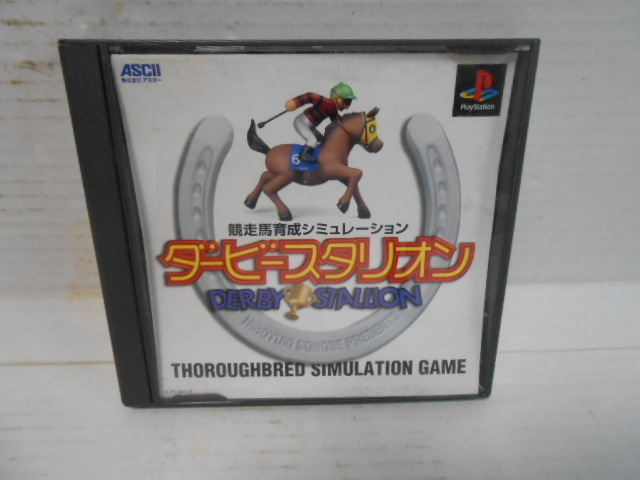 ASCII
株式会社アスキー
PlayStation
6
競走馬育成シミュレーション
ダービースタリオン
DERBY STALLION
HIROYUKI SONOBE PRESENTS
THOROUGHBRED SIMULATION GAME